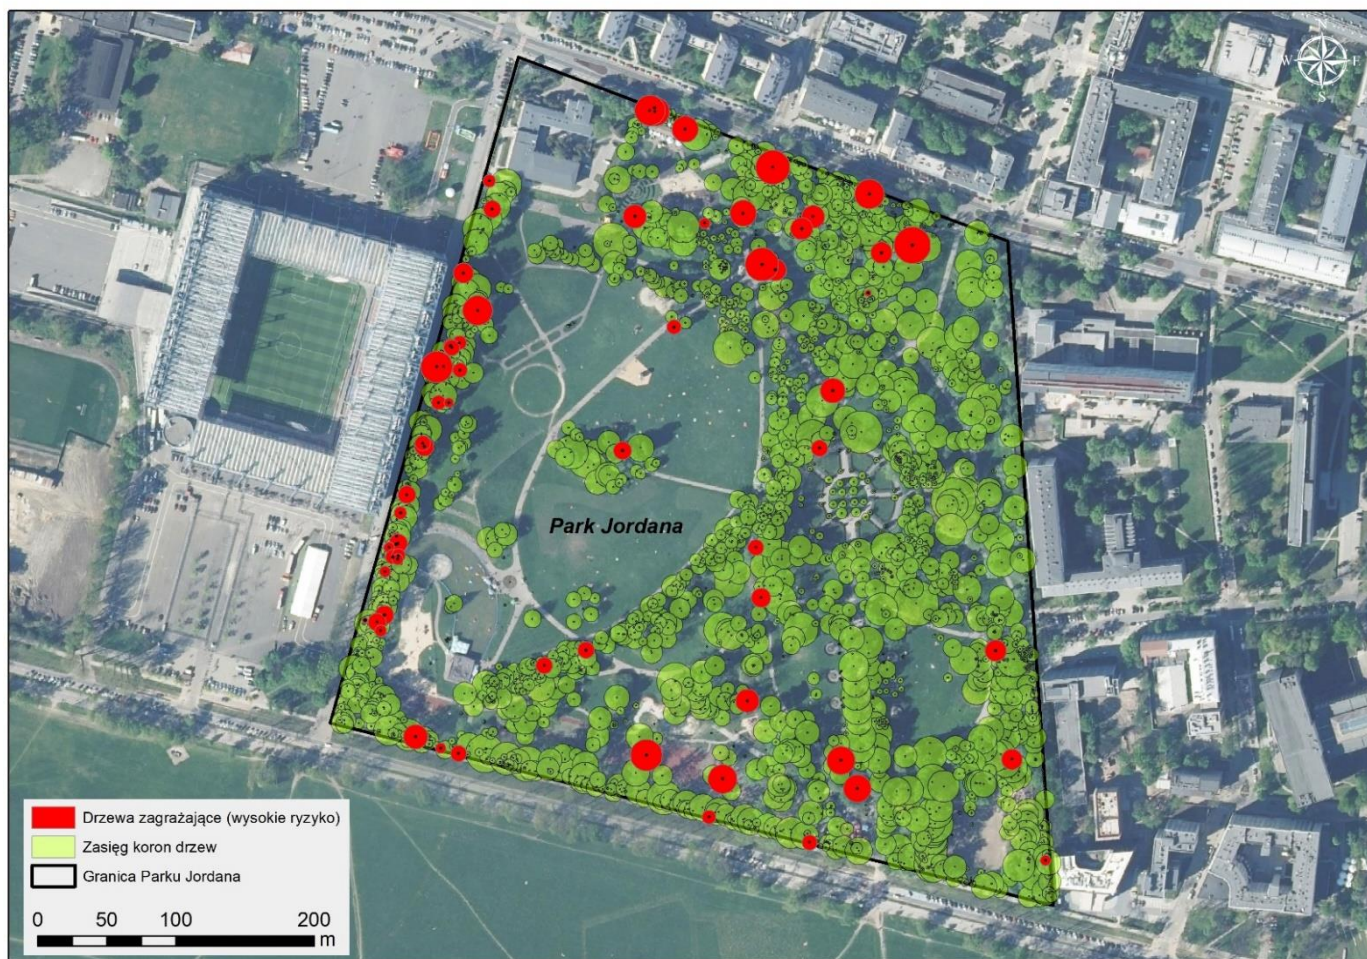 N
W E
S
Park Jordana
Drzewa zagrażające (wysokie ryzyko)
Zasięg koron drzew
Granica Parku Jordana
0 50 100 200
m